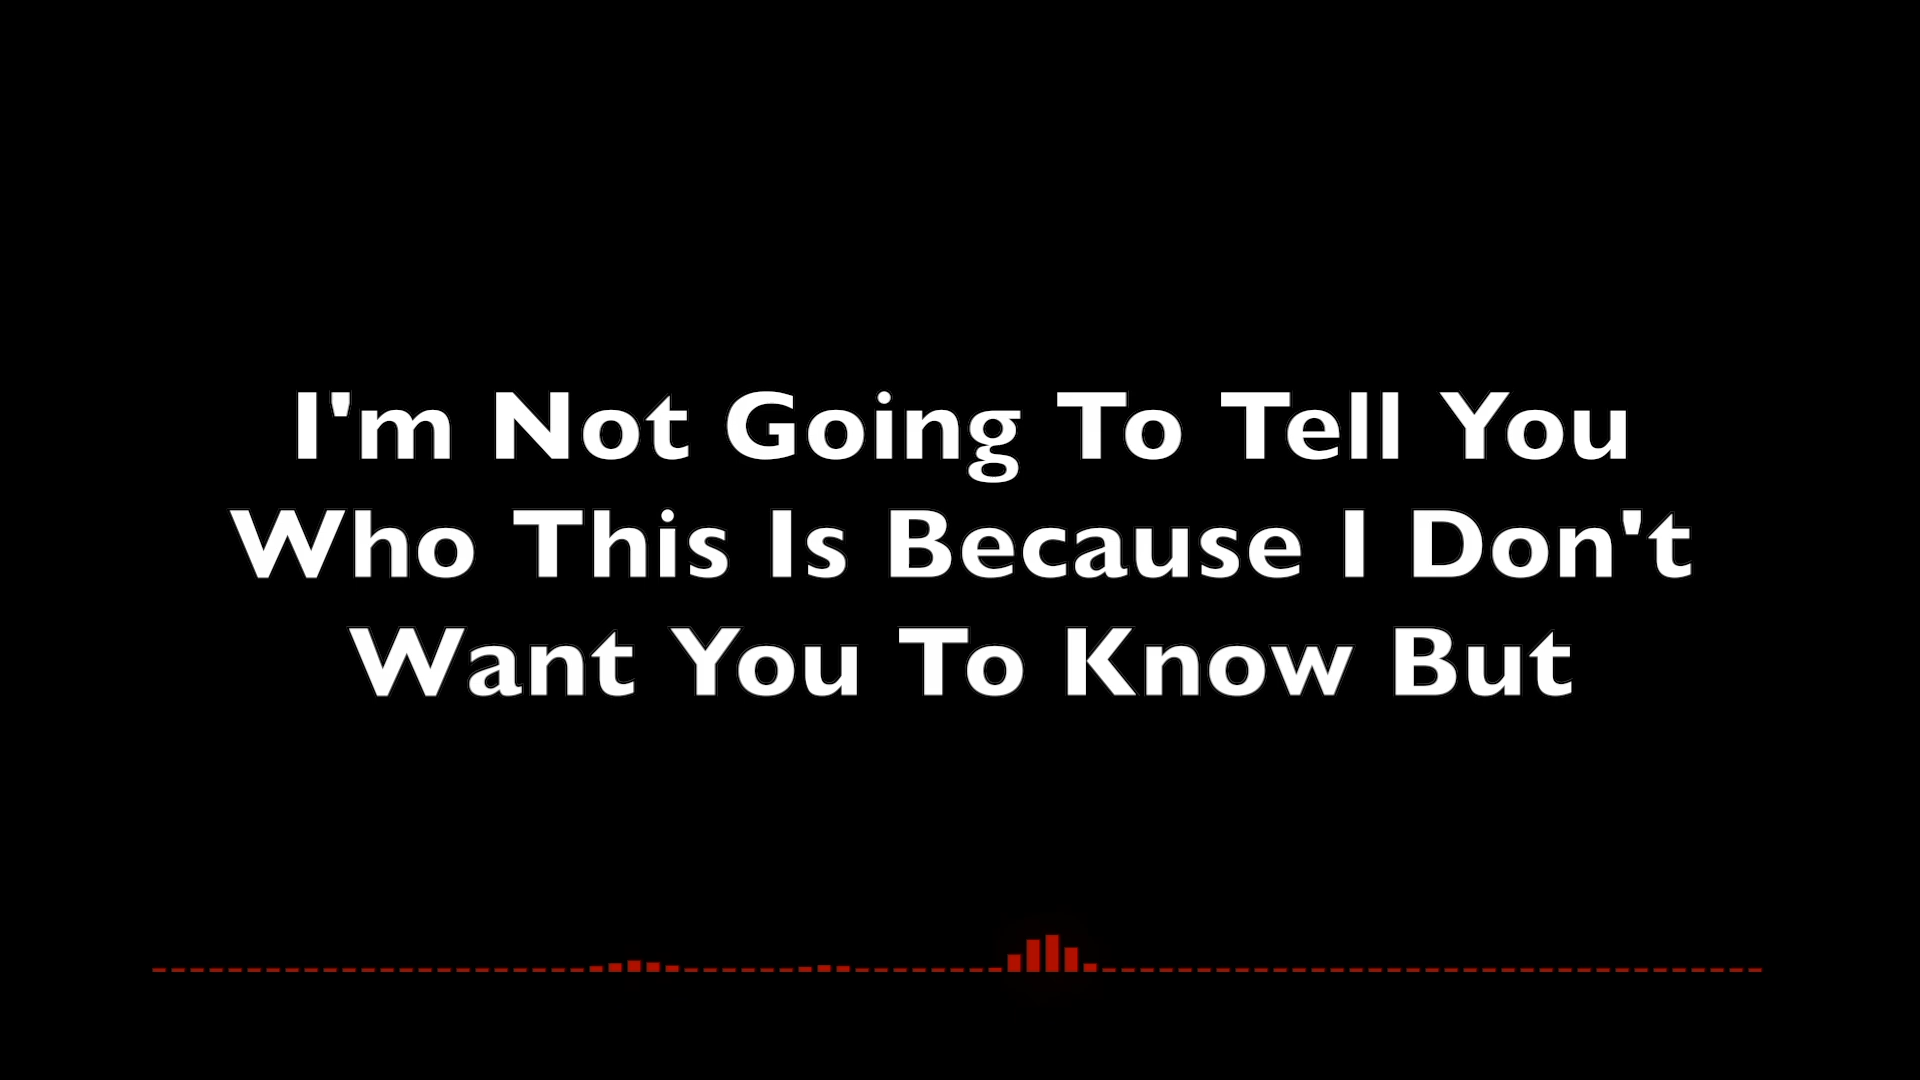 I'm Not Going To Tell You
Who This Is Because I Don't
Want You To Know But